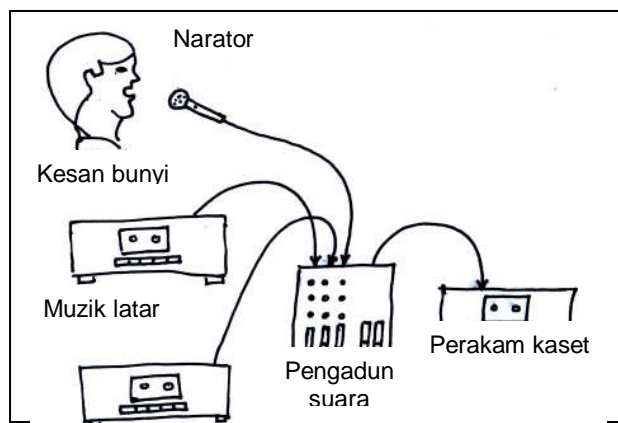 Narator
Kesan bunyi
Muzik latar
Pengadun
suara
Perakam kaset